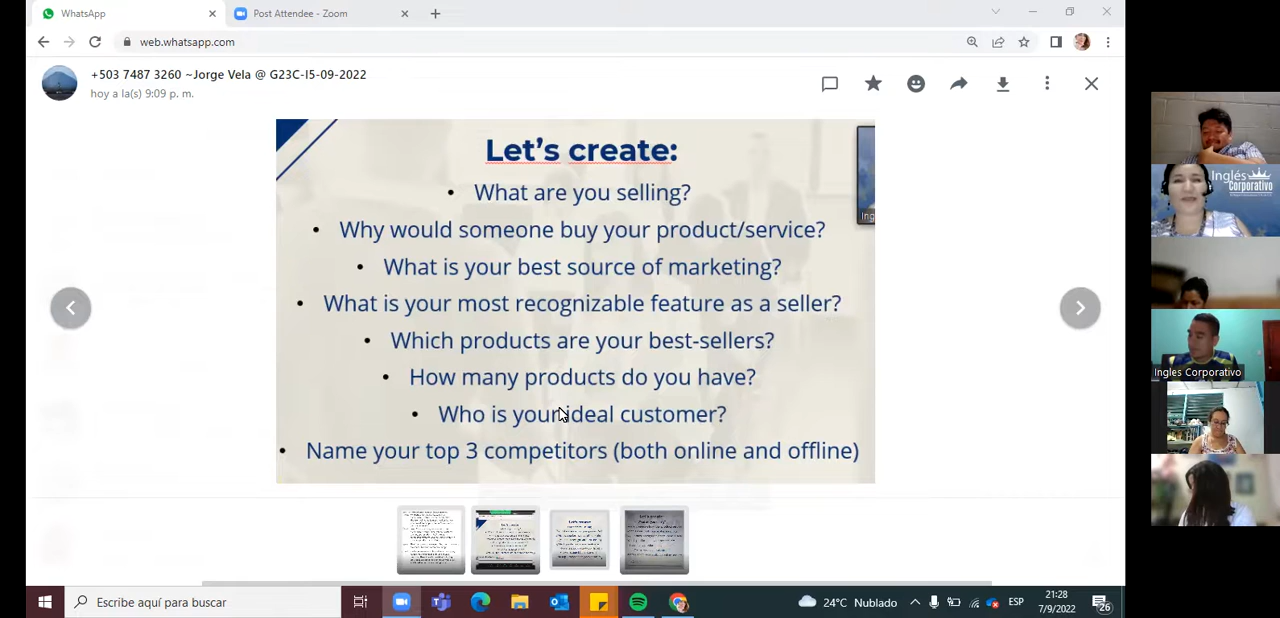 WhatsApp
Post Attendee - Zoom
web.whatsapp.com
+503 7487 3260 ~Jorge Vela @ G23C-I5-09-2022
hoy a la(s) 9:09 p. m.
Let's create:
• What are you selling?
• Why would someone buy your product/service?
• What is your best source of marketing?
• What is your most recognizable feature as a seller?
• Which products are your best-sellers?
• How many products do you have?
• Who is your ideal customer?
• Name your top 3 competitors (both online and offline)
Ing
Inglés
Corporativo
Ingles Corporativo
Escribe aquí para buscar
24°C Nublado
ESP
21:28
7/9/2022
26